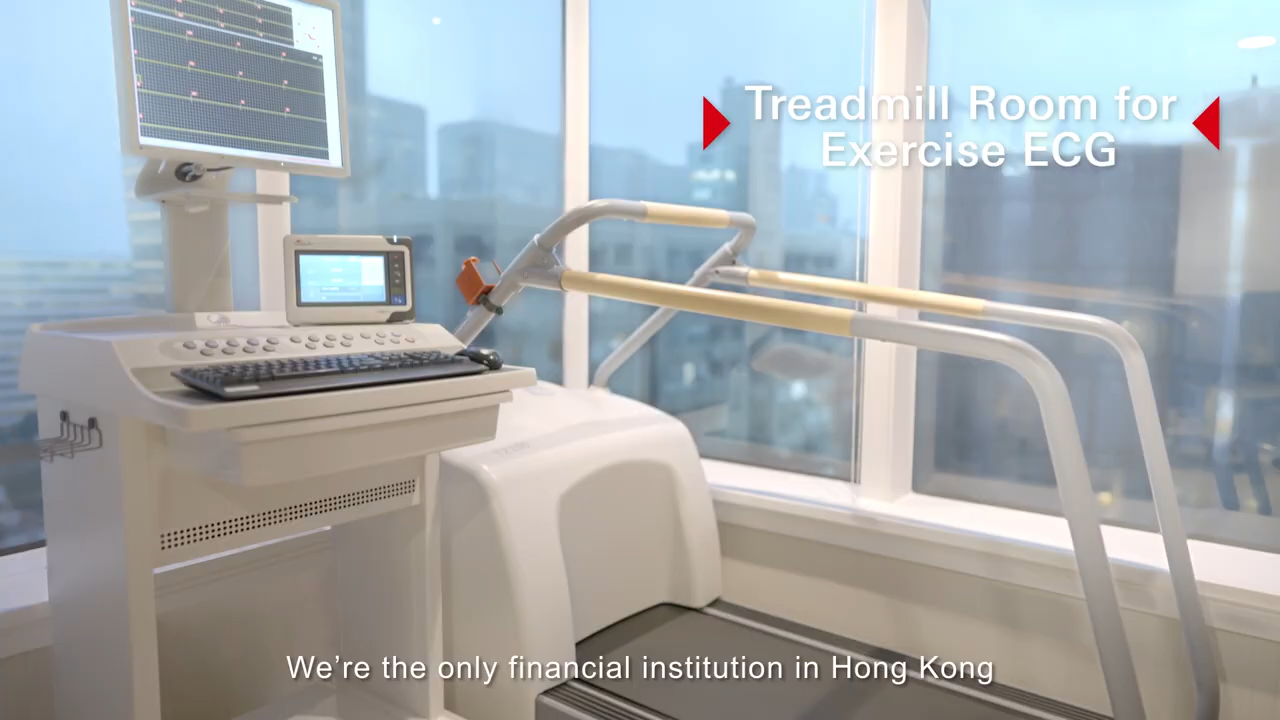 Treadmill Room for
Exercise ECG
We're the only financial institution in Hong Kong